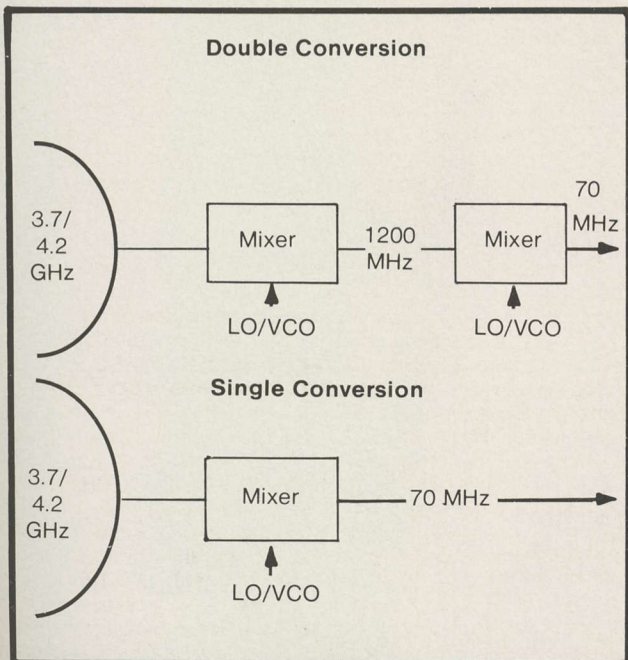 Double Conversion
3.7/
4.2
GHz
Mixer
LO/VCO
1200
MHz
Mixer
LO/VCO
70
MHz
Single Conversion
3.7/
4.2
GHz
Mixer
LO/VCO
70 MHz